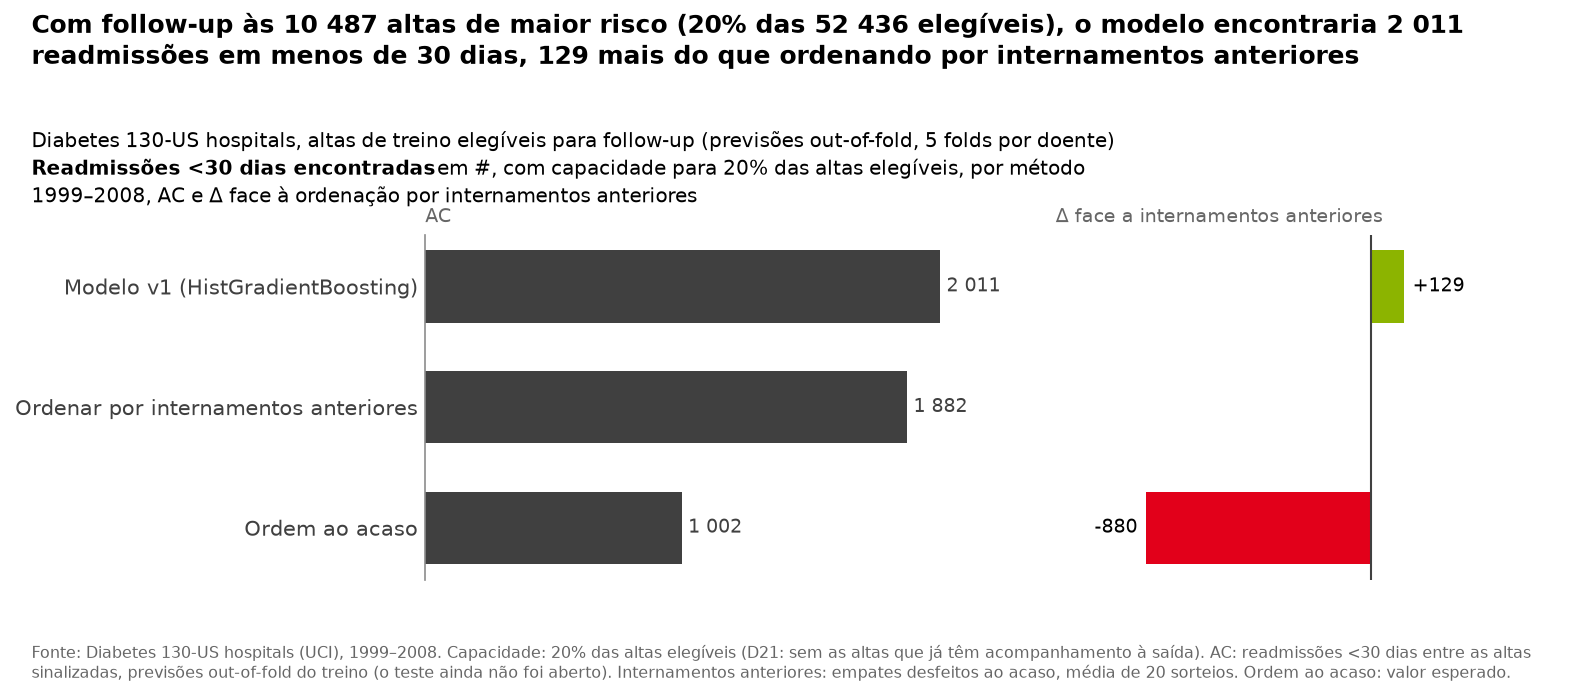 Com follow-up às 10 487 altas de maior risco (20% das 52 436 elegíveis), o modelo encontraria 2 011
readmissões em menos de 30 dias, 129 mais do que ordenando por internamentos anteriores
Diabetes 130-US hospitals, altas de treino elegíveis para follow-up (previsões out-of-fold, 5 folds por doente)
Readmissões <30 dias encontradas em #, com capacidade para 20% das altas elegíveis, por método
1999–2008, AC e Δ face à ordenação por internamentos anteriores
AC
Δ face a internamentos anteriores
Modelo v1 (HistGradientBoosting)
2 011
+129
Ordenar por internamentos anteriores
1 882
Ordem ao acaso
1 002
-880
Fonte: Diabetes 130-US hospitals (UCI), 1999–2008. Capacidade: 20% das altas elegíveis (D21: sem as altas que já têm acompanhamento à saída). AC: readmissões <30 dias entre as altas
sinalizadas, previsões out-of-fold do treino (o teste ainda não foi aberto). Internamentos anteriores: empates desfeitos ao acaso, média de 20 sorteios. Ordem ao acaso: valor esperado.